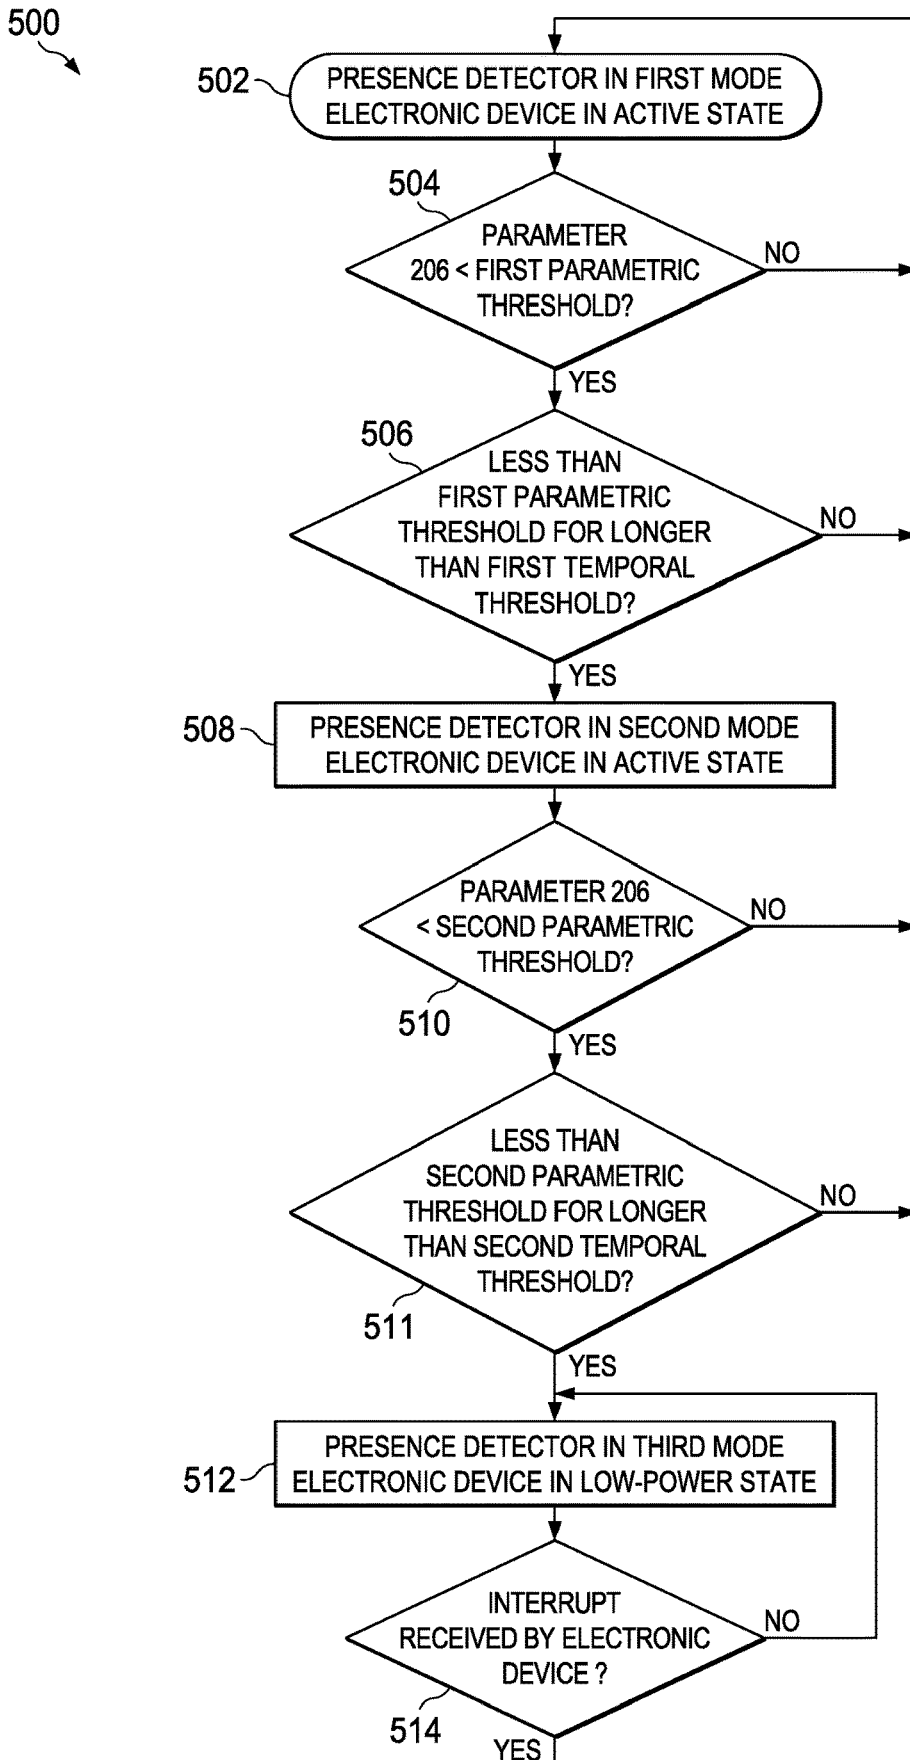 500
502
PRESENCE DETECTOR IN FIRST MODE
ELECTRONIC DEVICE IN ACTIVE STATE
504
PARAMETER
206 < FIRST PARAMETRIC
THRESHOLD?
NO
YES
506
LESS THAN
FIRST PARAMETRIC
THRESHOLD FOR LONGER
THAN FIRST TEMPORAL
THRESHOLD?
NO
YES
508
PRESENCE DETECTOR IN SECOND MODE
ELECTRONIC DEVICE IN ACTIVE STATE
PARAMETER 206
< SECOND PARAMETRIC
THRESHOLD?
NO
510
YES
LESS THAN
SECOND PARAMETRIC
THRESHOLD FOR LONGER
THAN SECOND TEMPORAL
THRESHOLD?
NO
511
YES
512
PRESENCE DETECTOR IN THIRD MODE
ELECTRONIC DEVICE IN LOW-POWER STATE
INTERRUPT
RECEIVED BY ELECTRONIC
DEVICE ?
NO
514
YES